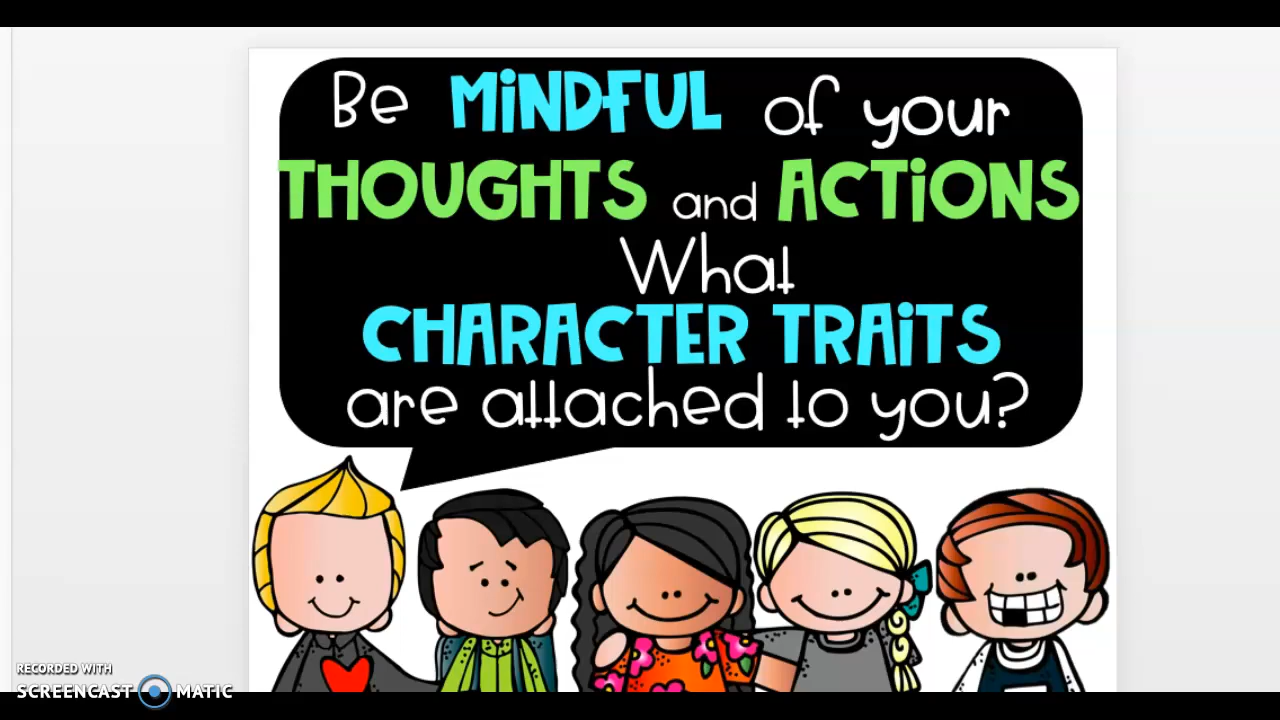 Be MiNDFUL of your
THOUGHTS and ACTiONS
What
CHARACTER TRAiTS
are attached to you?
RECORDED WITH
SCREENCAST MATIC